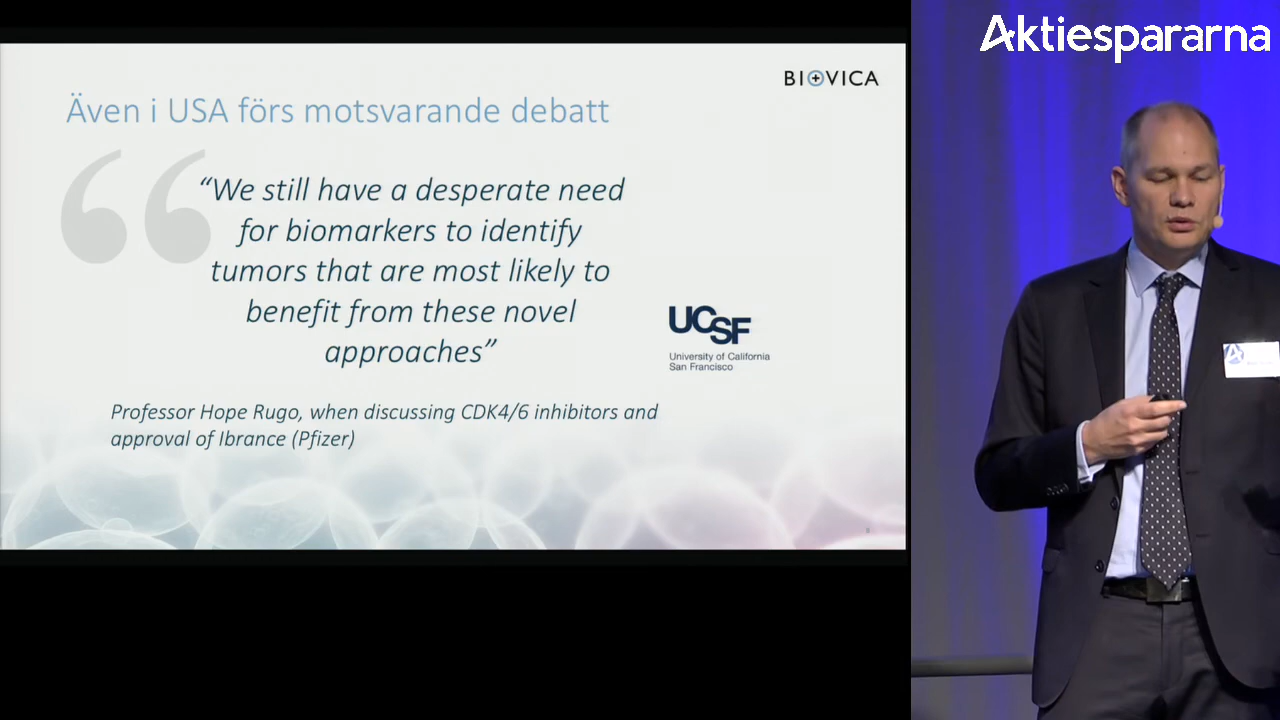 Aktiespararna
BIOVICA
Även i USA förs motsvarande debatt
“We still have a desperate need
for biomarkers to identify
tumors that are most likely to
benefit from these novel
approaches”
UCSF
University of California
San Francisco
Professor Hope Rugo, when discussing CDK4/6 inhibitors and
approval of Ibrance (Pfizer)